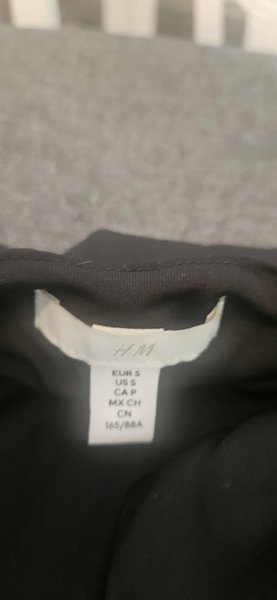 H&M
EUR S
US S
CA P
MX CH
CN
165/88A